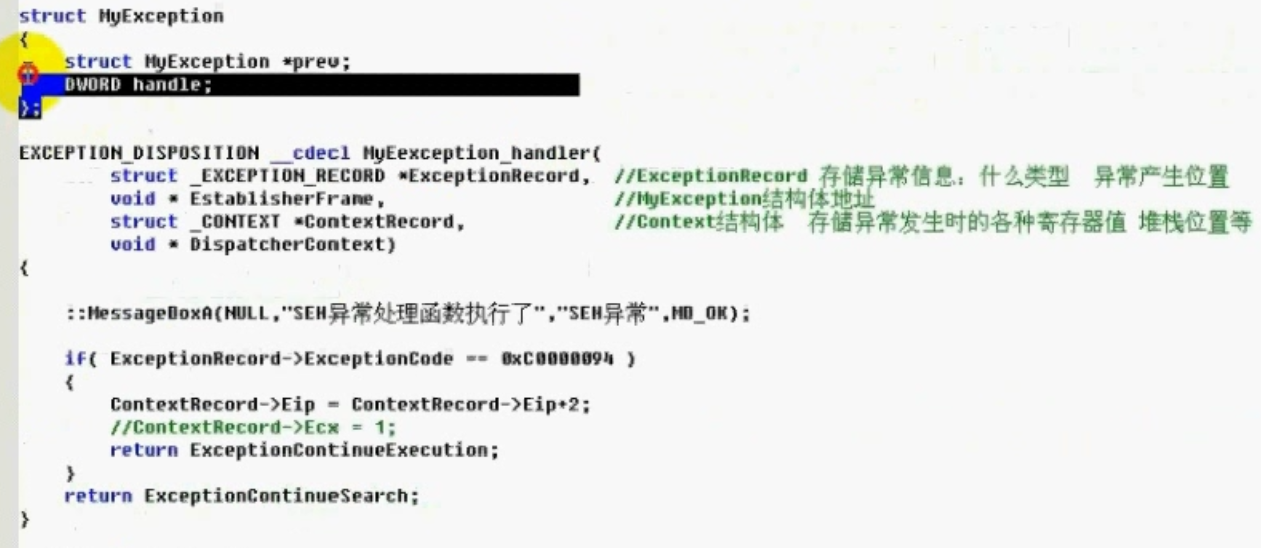 struct MyException
{
struct MyException *prev;
DWORD handle;
};
EXCEPTION_DISPOSITION __cdecl MyEexception_handler(
struct _EXCEPTION_RECORD *ExceptionRecord, //ExceptionRecord 存储异常信息：什么类型 异常产生位置
void * EstablisherFrame, //MyException结构体地址
struct _CONTEXT *ContextRecord, //Context结构体 存储异常发生时的各种寄存器值 堆栈位置等
void * DispatcherContext)
{
::MessageBoxA(NULL,"SEH异常处理函数执行了","SEH异常",MB_OK);
if( ExceptionRecord->ExceptionCode == 0xC0000094 )
{
ContextRecord->Eip = ContextRecord->Eip+2;
//ContextRecord->Ecx = 1;
return ExceptionContinueExecution;
}
return ExceptionContinueSearch;
}